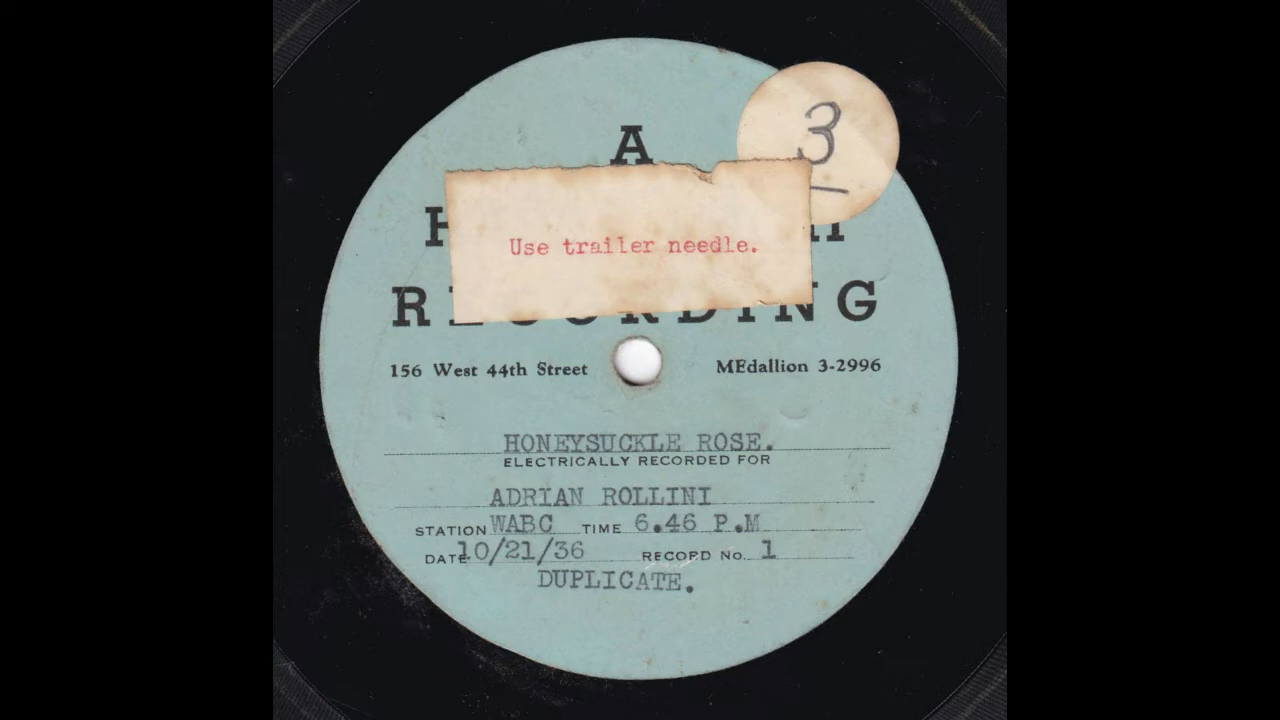 A
3
Use trailer needle.
RECORDING
156 West 44th Street MEdallion 3-2996
HONEYSUCKLE ROSE.
ELECTRICALLY RECORDED FOR
ADRIAN ROLLINI
STATION WABC TIME 6.46 P.M
DATE 10/21/36 RECORD No. 1
DUPLICATE.